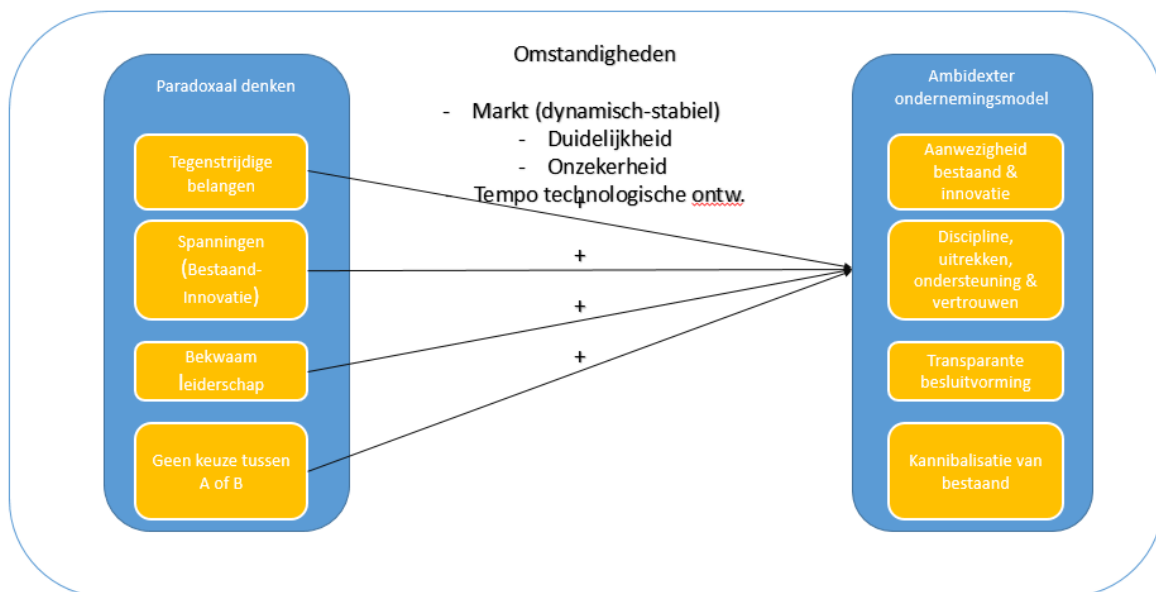 Omstandigheden
- Markt (dynamisch-stabiel)
- Duidelijkheid
- Onzekerheid
- Tempo technologische ontw.
Paradoxaal denken
Tegenstrijdige
belangen
Spanningen
(Bestaand-
Innovatie)
Bekwaam
leiderschap
Geen keuze tussen
A of B
+
+
+
+
Ambidexter
ondernemingsmodel
Aanwezigheid
bestaand &
innovatie
Discipline,
uitrekken,
ondersteuning &
vertrouwen
Transparante
besluitvorming
Kannibalisatie van
bestaand